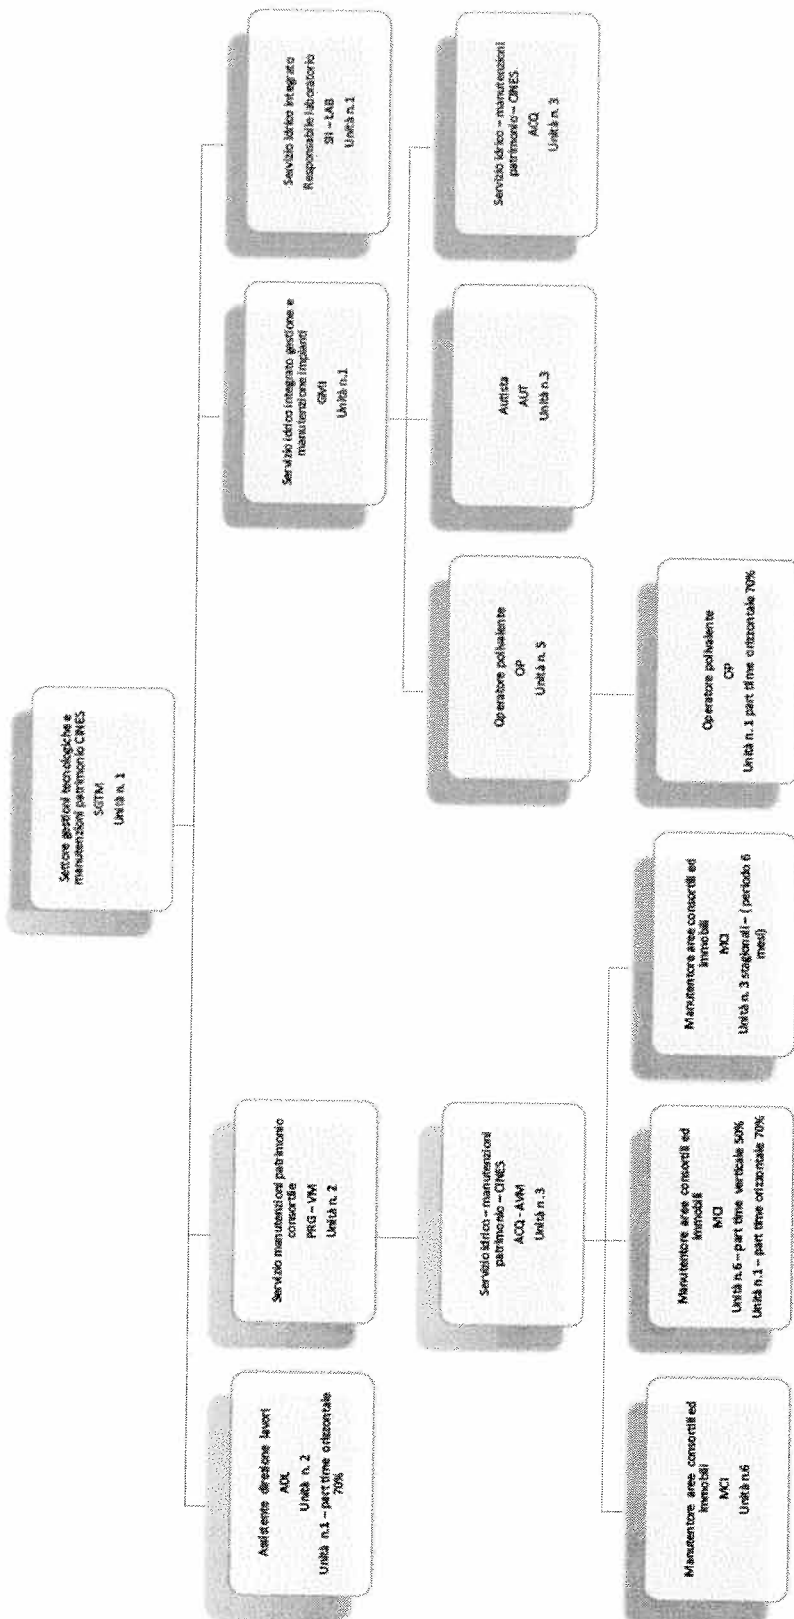 Settore gestioni tecnologiche e
manutenzioni patrimonio CINES
SGTM
Unità n. 1
Assistente direzione lavori
ADL
Unità n. 2
Unità n.1 – part time orizzontale
70%
Servizio manutenzioni patrimonio
consortile
PRG – VM
Unità n. 2
Servizio idrico integrato gestione e
manutenzione impianti
GMI
Unità n.1
Servizio idrico integrato
Responsabile laboratorio
SII – LAB
Unità n.1
Servizio idrico – manutenzioni
patrimonio – CINES
ACQ - AVM
Unità n.3
Operatore polivalente
OP
Unità n. 5
Autista
AUT
Unità n.3
Servizio idrico – manutenzioni
patrimonio – CINES
ACQ
Unità n. 3
Manutentore aree consortili ed
immobili
MCI
Unità n.6
Manutentore aree consortili ed
immobili
MCI
Unità n.6 – part time verticale 50%
Unità n.1 – part time orizzontale 70%
Manutentore aree consortili ed
immobili
MCI
Unità n. 3 stagionali – ( periodo 6
mesi)
Operatore polivalente
OP
Unità n. 1 part time orizzontale 70%